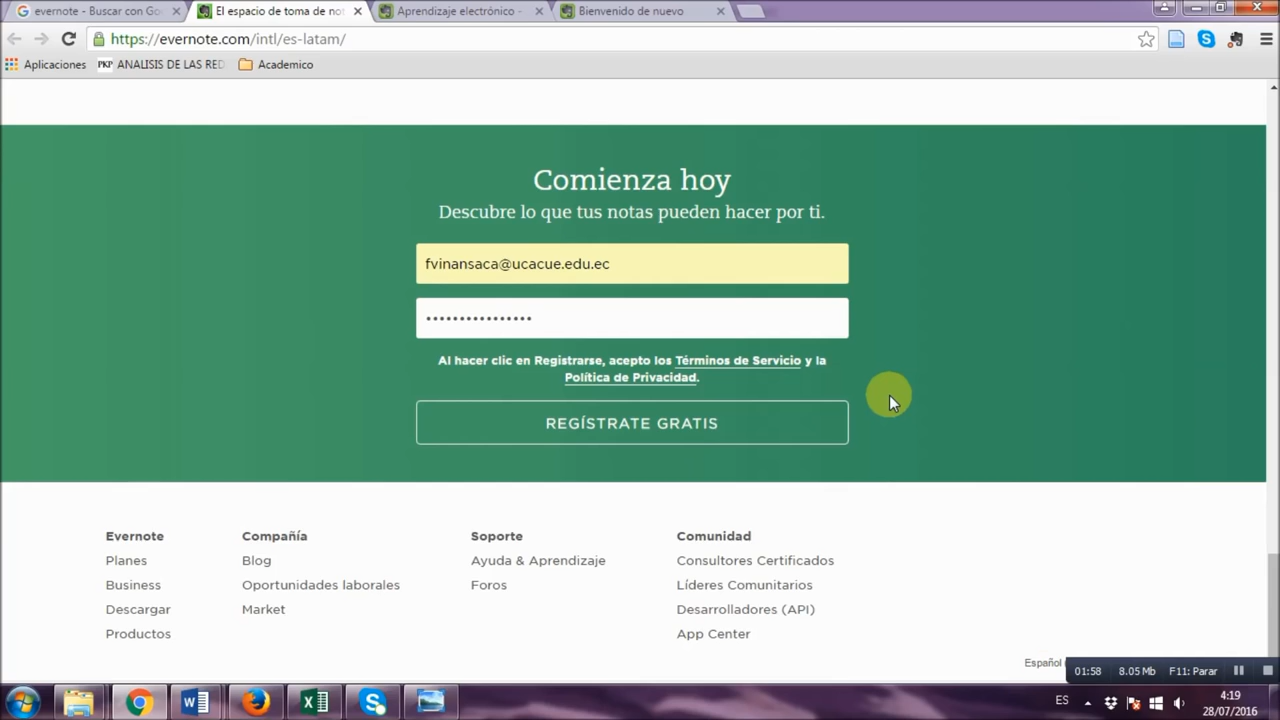 evernote - Buscar con Go
El espacio de toma de not
Aprendizaje electrónico -
Bienvenido de nuevo
https://evernote.com/intl/es-latam/
Aplicaciones
PKP ANALISIS DE LAS RED
Academico
Comienza hoy
Descubre lo que tus notas pueden hacer por ti.
fvinansaca@ucacue.edu.ec
••••••••••••••••
Al hacer clic en Registrarse, acepto los Términos de Servicio y la
Política de Privacidad.
REGÍSTRATE GRATIS
Evernote Compañía Soporte Comunidad
Planes Blog Ayuda & Aprendizaje Consultores Certificados
Business Oportunidades laborales Foros Líderes Comunitarios
Descargar Market Desarrolladores (API)
Productos App Center
Español
01:58 8.05 Mb F11: Parar
ES
4:19
28/07/2016